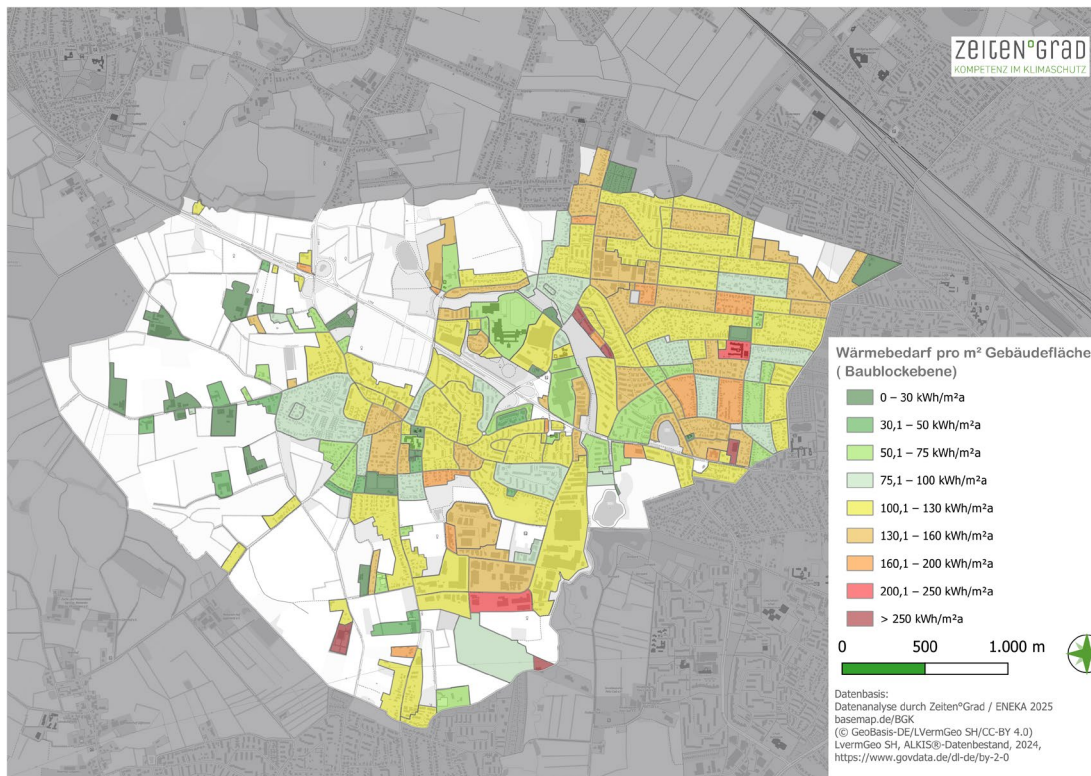 ZEITEN°GRAD
KOMPETENZ IM KLIMASCHUTZ
Wärmebedarf pro m² Gebäudefläche
( Baublockebene)
0 – 30 kWh/m²a
30,1 – 50 kWh/m²a
50,1 – 75 kWh/m²a
75,1 – 100 kWh/m²a
100,1 – 130 kWh/m²a
130,1 – 160 kWh/m²a
160,1 – 200 kWh/m²a
200,1 – 250 kWh/m²a
> 250 kWh/m²a
0 500 1.000 m
Datenbasis:
Datenanalyse durch Zeiten°Grad / ENEKA 2025
basemap.de/BGK
(© GeoBasis-DE/LVermGeo SH/CC-BY 4.0)
LvermGeo SH, ALKIS®-Datenbestand, 2024,
https://www.govdata.de/dl-de/by-2-0